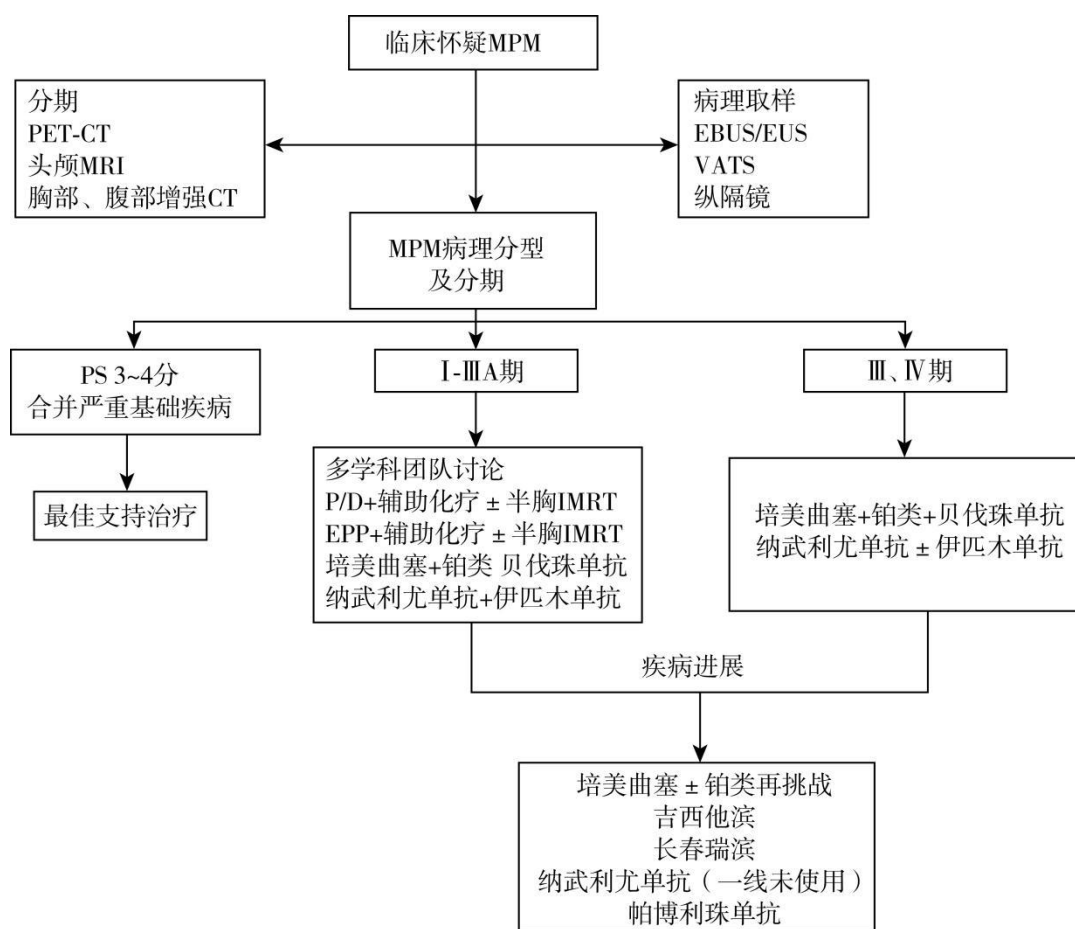 临床怀疑MPM
分期
PET-CT
头颅MRI
胸部、腹部增强CT
病理取样
EBUS/EUS
VATS
纵隔镜
MPM病理分型
及分期
PS 3~4分
合并严重基础疾病
最佳支持治疗
Ⅰ-ⅢA期
多学科团队讨论
P/D+辅助化疗 ± 半胸IMRT
EPP+辅助化疗 ± 半胸IMRT
培美曲塞+铂类 贝伐珠单抗
纳武利尤单抗+伊匹木单抗
Ⅲ、Ⅳ期
培美曲塞+铂类+贝伐珠单抗
纳武利尤单抗 ± 伊匹木单抗
疾病进展
培美曲塞 ± 铂类再挑战
吉西他滨
长春瑞滨
纳武利尤单抗（一线未使用）
帕博利珠单抗